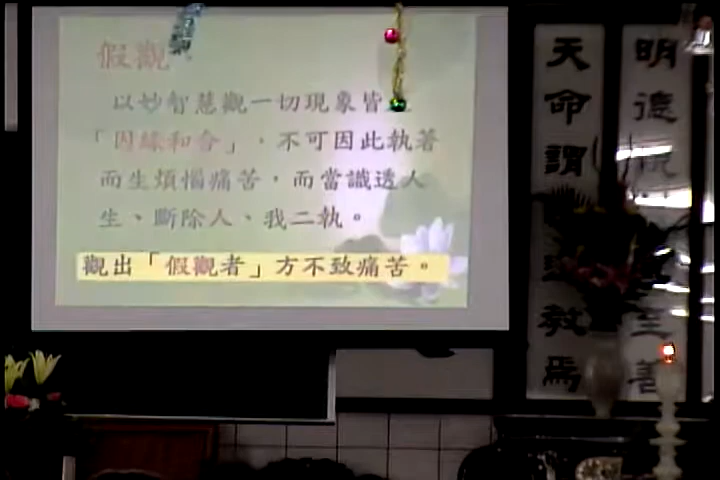 假觀
以妙智慧觀一切現象皆
「因緣和合」，不可因此執著
而生煩惱痛苦，而當識透人
生、斷除人、我二執。
觀出「假觀者」方不致痛苦。
明德
至善
天命謂
教焉